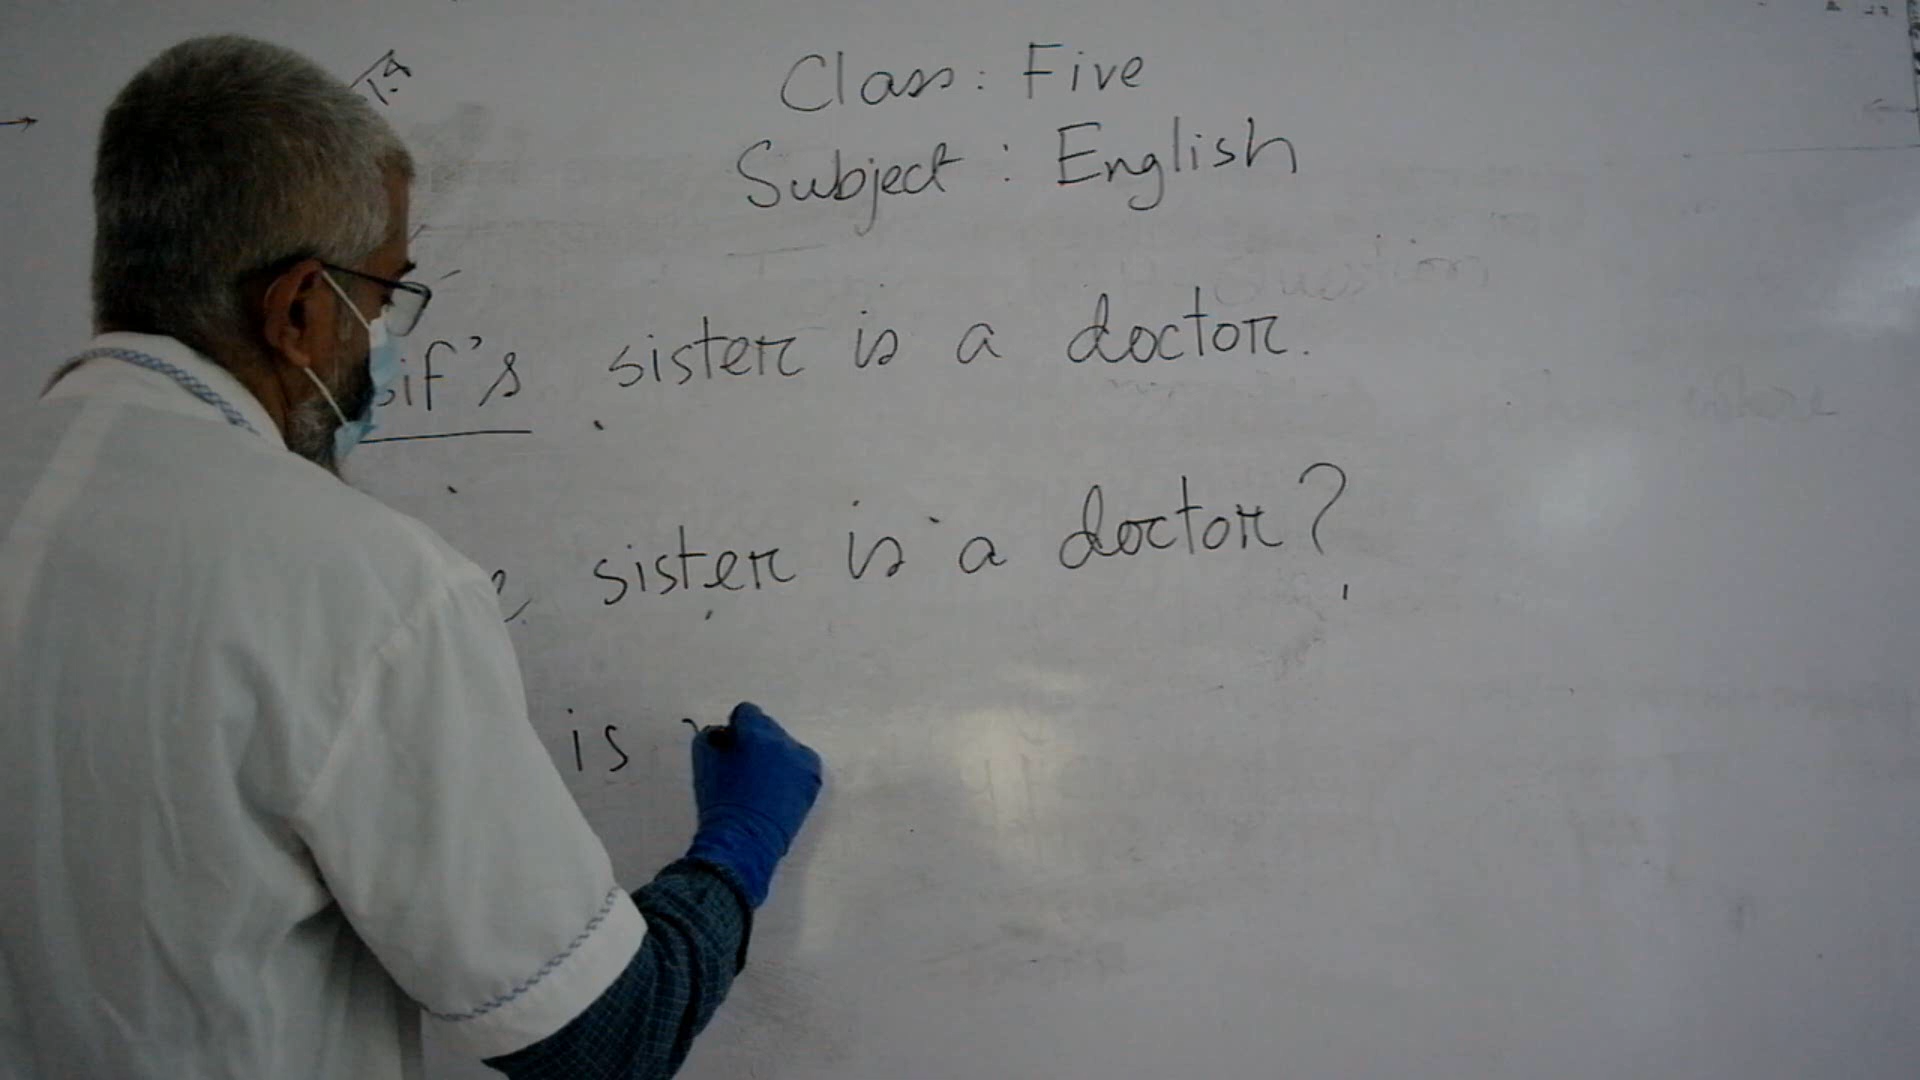 Class: Five
Subject: English
sister is a doctor.
sister is a doctor?
is